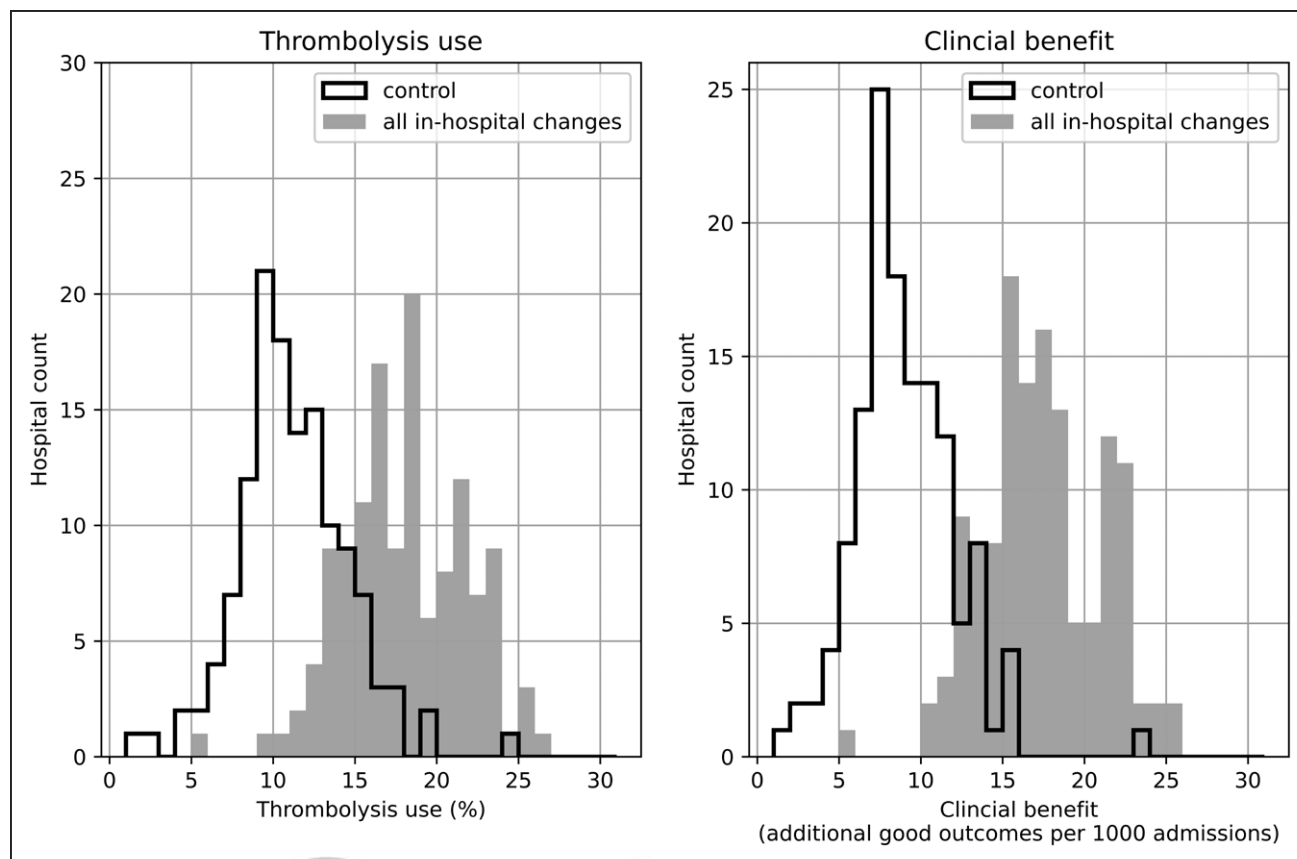 Thrombolysis use
30
25
20
15
10
5
0
Hospital count
control
all in-hospital changes
0 5 10 15 20 25 30
Thrombolysis use (%)
Clincial benefit
25
20
15
10
5
0
Hospital count
control
all in-hospital changes
0 5 10 15 20 25 30
Clincial benefit
(additional good outcomes per 1000 admissions)